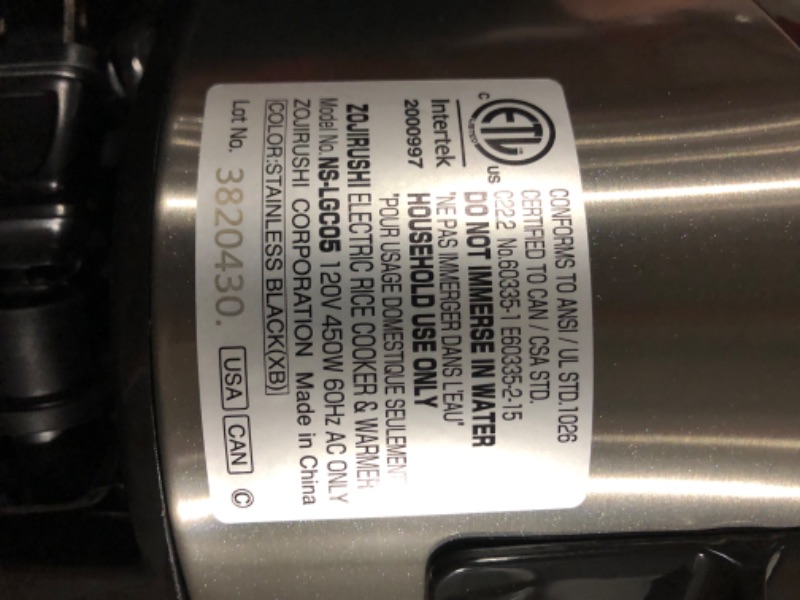 CONFORMS TO ANSI / UL STD.1026
CERTIFIED TO CAN / CSA STD.
C22.2 No.60335-1 E60335-2-15
C ETL US
Intertek
2000997
DO NOT IMMERSE IN WATER
"NE PAS IMMERGER DANS L'EAU"
HOUSEHOLD USE ONLY
"POUR USAGE DOMESTIQUE SEULEMEN
ZOJIRUSHI ELECTRIC RICE COOKER & WARMER
Model No.NS-LGC05 120V 450W 60Hz AC ONLY
ZOJIRUSHI CORPORATION Made in China
COLOR:STAINLESS BLACK(XB)
Lot No. 3820430. USA CAN ©